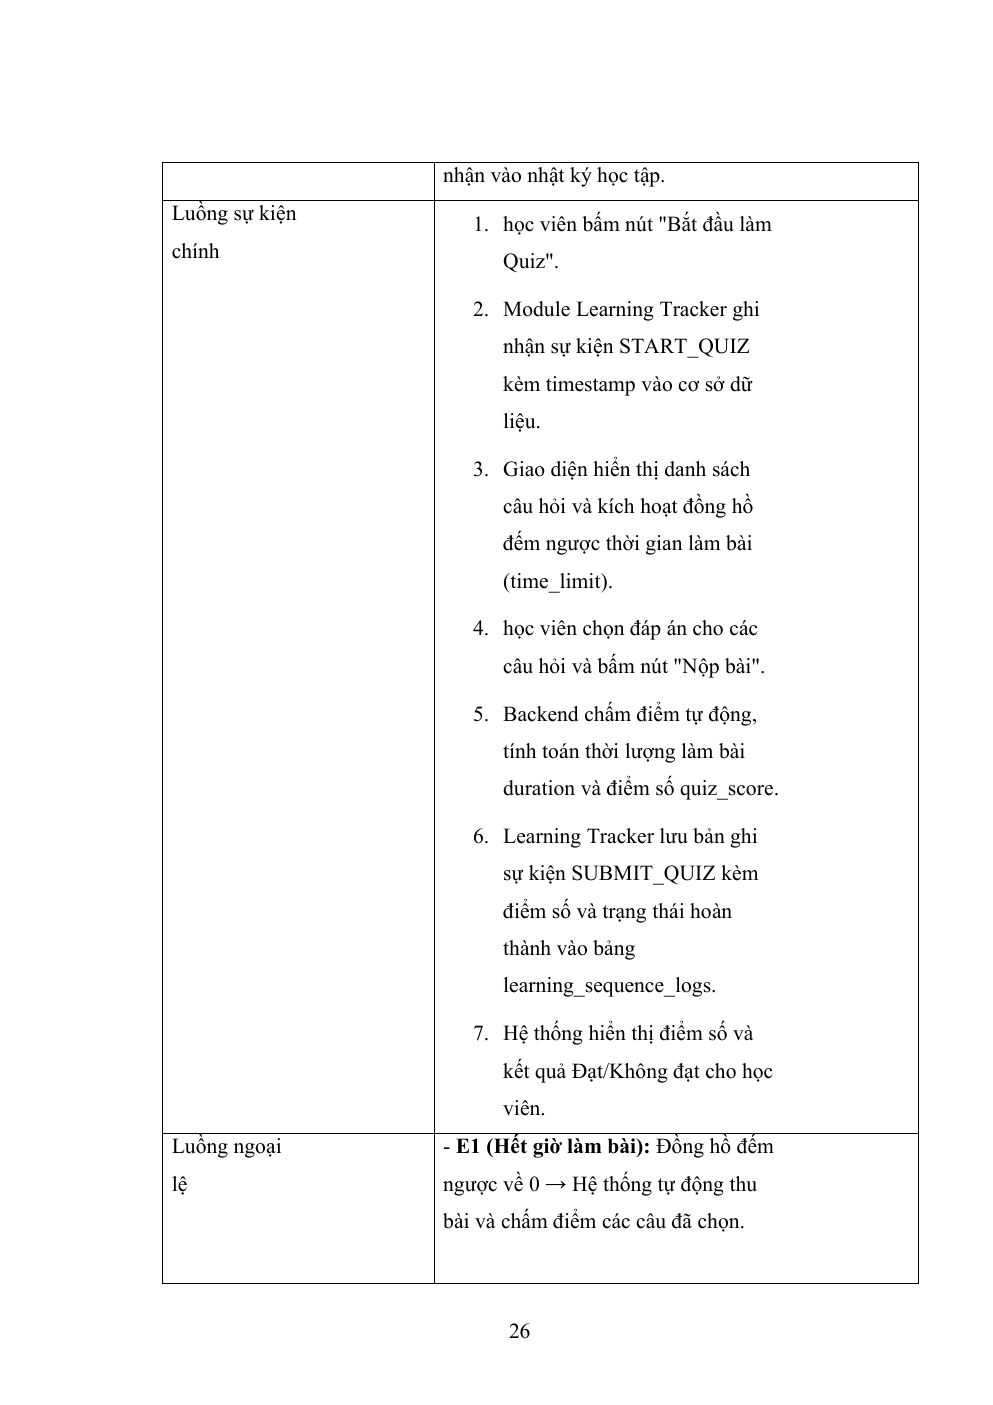 nhận vào nhật ký học tập.
Luồng sự kiện
chính
1. học viên bấm nút "Bắt đầu làm
Quiz".
2. Module Learning Tracker ghi
nhận sự kiện START_QUIZ
kèm timestamp vào cơ sở dữ
liệu.
3. Giao diện hiển thị danh sách
câu hỏi và kích hoạt đồng hồ
đếm ngược thời gian làm bài
(time_limit).
4. học viên chọn đáp án cho các
câu hỏi và bấm nút "Nộp bài".
5. Backend chấm điểm tự động,
tính toán thời lượng làm bài
duration và điểm số quiz_score.
6. Learning Tracker lưu bản ghi
sự kiện SUBMIT_QUIZ kèm
điểm số và trạng thái hoàn
thành vào bảng
learning_sequence_logs.
7. Hệ thống hiển thị điểm số và
kết quả Đạt/Không đạt cho học
viên.
Luồng ngoại
lệ
- E1 (Hết giờ làm bài): Đồng hồ đếm
ngược về 0 → Hệ thống tự động thu
bài và chấm điểm các câu đã chọn.
26